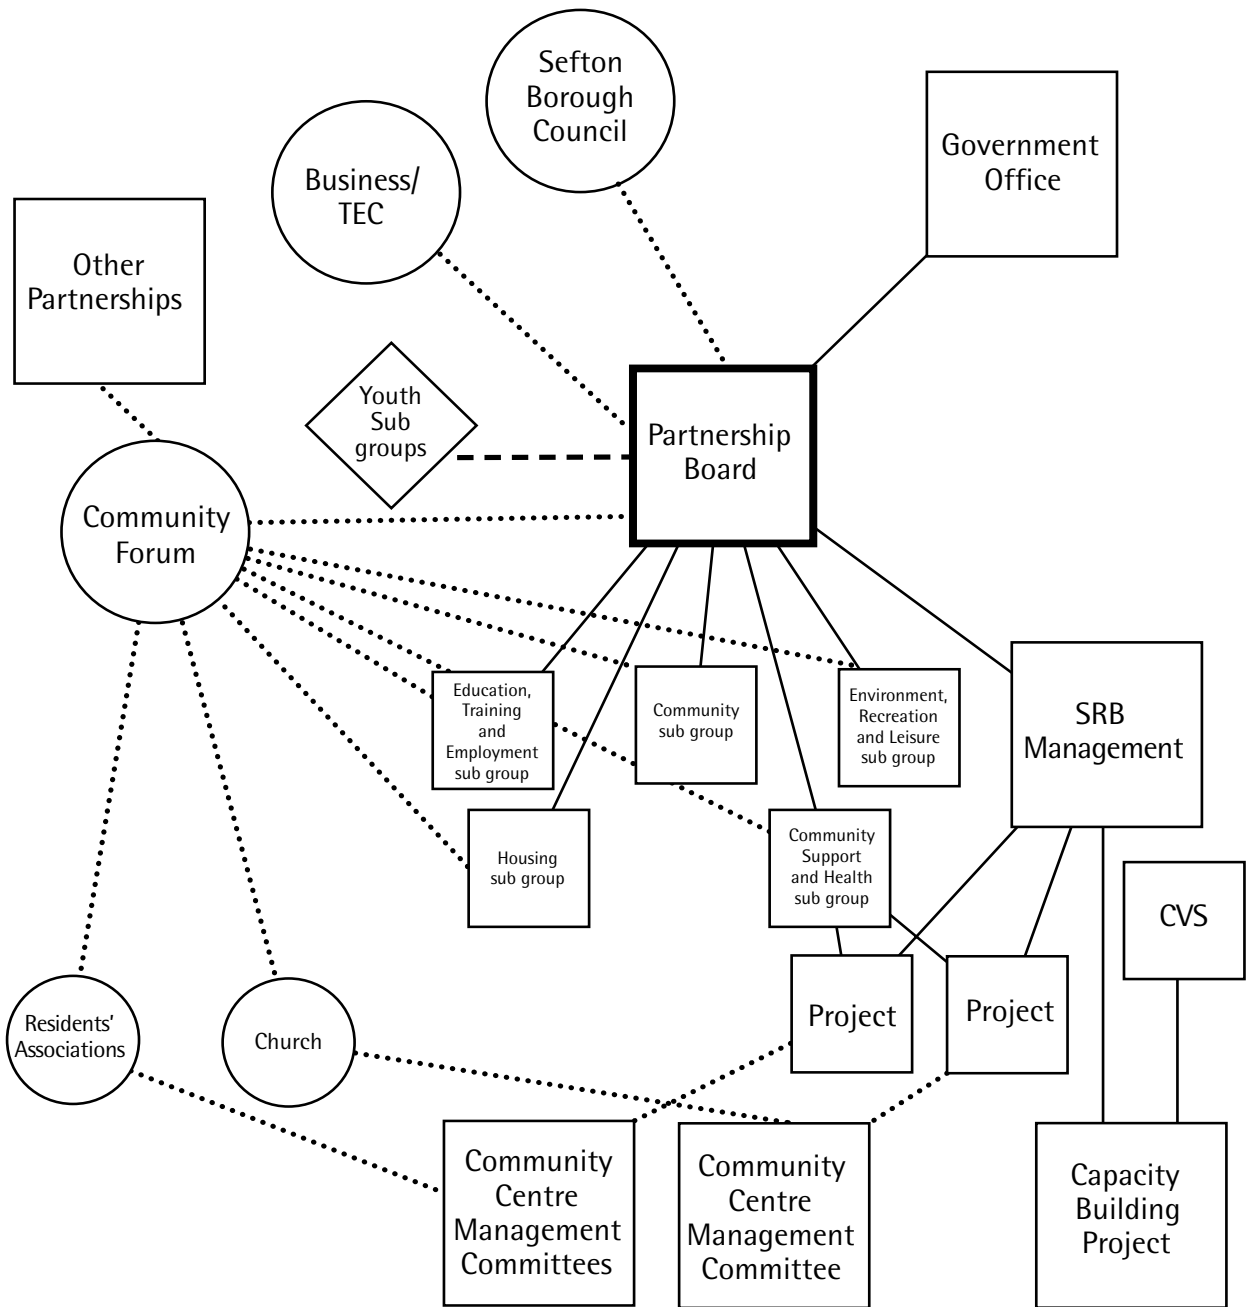 Sefton
Borough
Council
Government
Office
Business/
TEC
Other
Partnerships
Youth
Sub
groups
Partnership
Board
Community
Forum
Education,
Training
and
Employment
sub group
Community
sub group
Environment,
Recreation
and Leisure
sub group
SRB
Management
Housing
sub group
Community
Support
and Health
sub group
CVS
Residents'
Associations
Church
Project
Project
Community
Centre
Management
Committees
Community
Centre
Management
Committee
Capacity
Building
Project